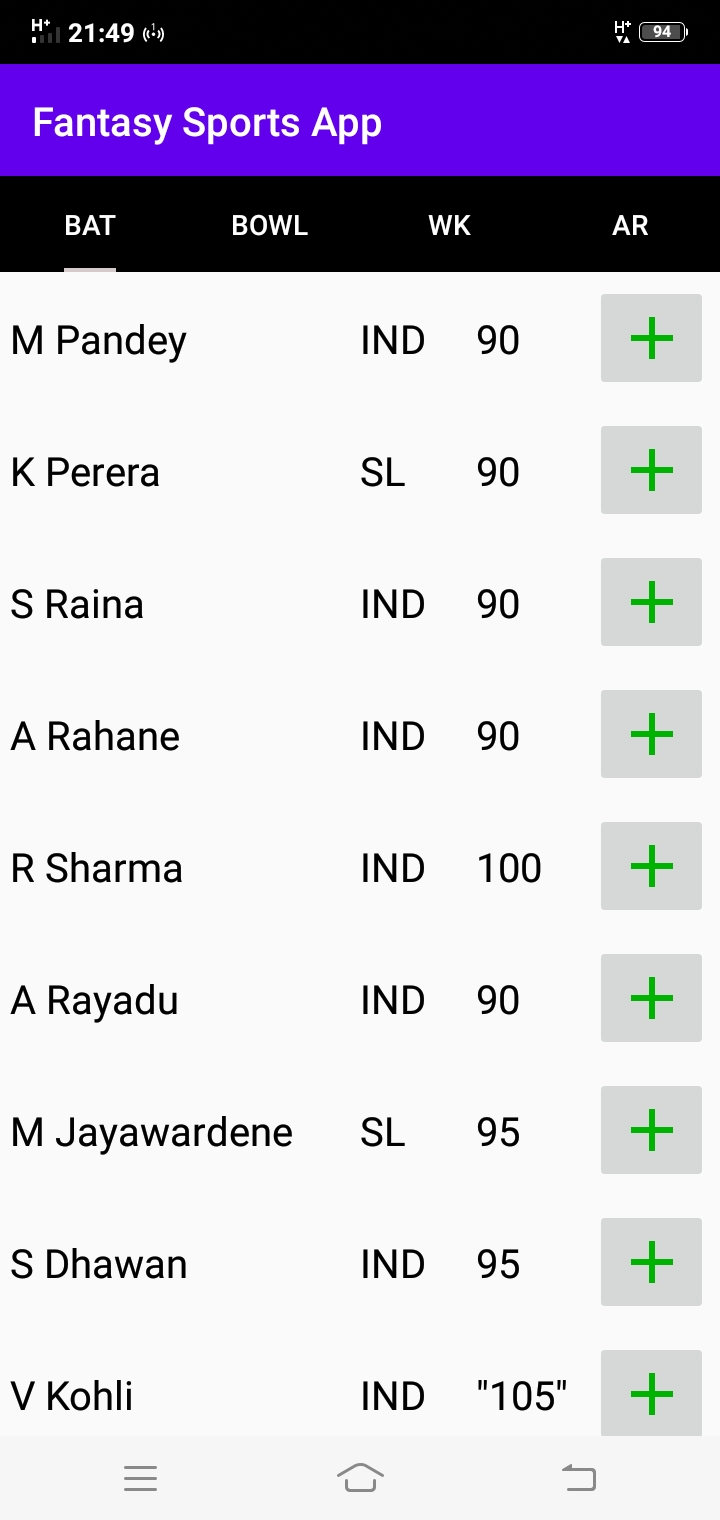 H+ 21:49 H+ 94
Fantasy Sports App
BAT BOWL WK AR
M Pandey IND 90
K Perera SL 90
S Raina IND 90
A Rahane IND 90
R Sharma IND 100
A Rayadu IND 90
M Jayawardene SL 95
S Dhawan IND 95
V Kohli IND "105"